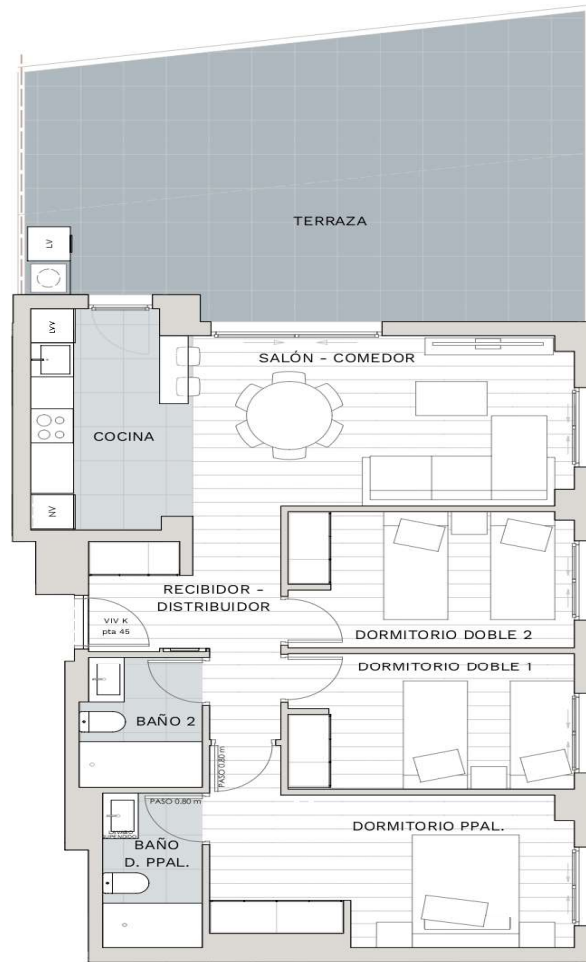 TERRAZA
LV
LVV
SALÓN - COMEDOR
COCINA
NV
RECIBIDOR -
DISTRIBUIDOR
VIV K
pta 45
DORMITORIO DOBLE 2
DORMITORIO DOBLE 1
BAÑO 2
PASO 0.80 m
PASO 0.80 m
DORMITORIO PPAL.
BAÑO
D. PPAL.